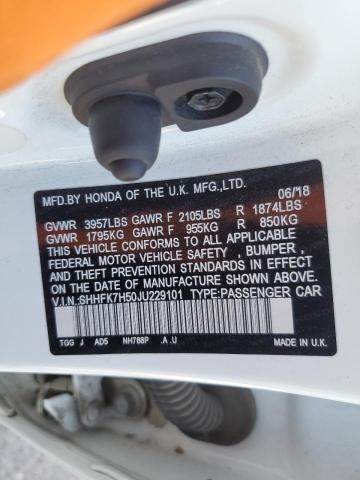 MFD.BY HONDA OF THE U.K. MFG.,LTD. 06/18
GVWR 3957LBS GAWR F 2105LBS R 1874LBS
GVWR 1795KG GAWR F 955KG R 850KG
THIS VEHICLE CONFORMS TO ALL APPLICABLE
FEDERAL MOTOR VEHICLE SAFETY , BUMPER ,
AND THEFT PREVENTION STANDARDS IN EFFECT
ON THE DATE OF MANUFACTURE SHOWN ABOVE.
V.I.N:SHHFK7H50JU229101 TYPE:PASSENGER CAR
TGG J AD5 NH788P .A .U MADE IN U.K.